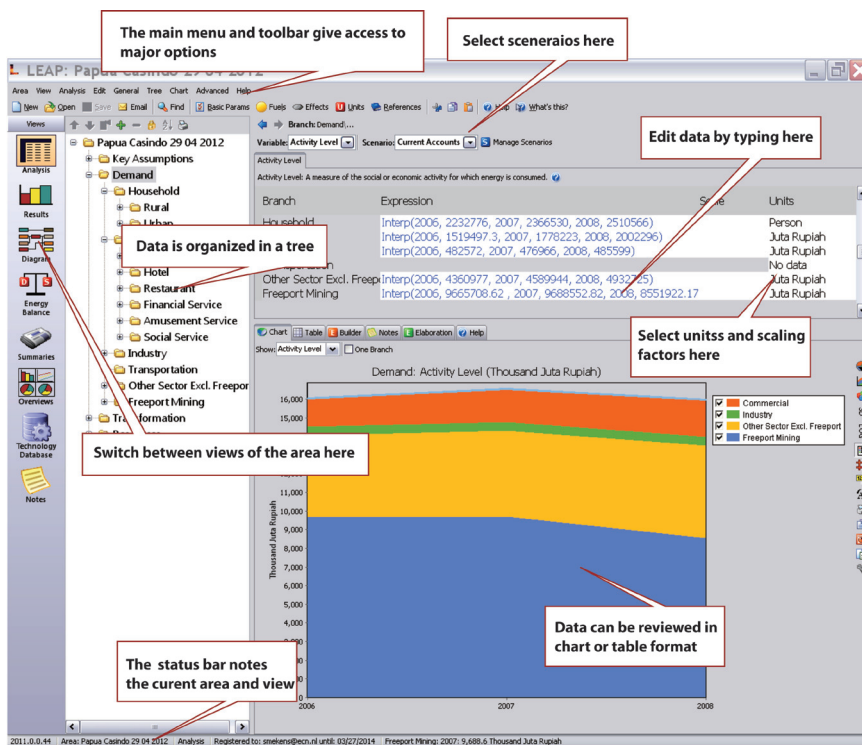 The main menu and toolbar give access to
major options
Select sceneraios here
LEAP: Papua Casindo 29 04 2012
Area View Analysis Edit General Tree Chart Advanced Help
New Open Save Email Find Basic Params Fuels Effects Units References Help What's this?
Views
Branch: Demand\...
Variable: Activity Level Scenario: Current Accounts Manage Scenarios
Activity Level
Activity Level: A measure of the social or economic activity for which energy is consumed.
Edit data by typing here
Branch Expression Units
Household Interp(2006, 2232776, 2007, 2366530, 2008, 2510566) Person
Interp(2006, 1519497.3, 2007, 1778223, 2008, 2002296) Juta Rupiah
Interp(2006, 482572, 2007, 476966, 2008, 485599) Juta Rupiah
No data
Other Sector Excl. Freepo Interp(2006, 4360977, 2007, 4589944, 2008, 4932725) Juta Rupiah
Freeport Mining Interp(2006, 9665708.62 , 2007, 9688552.82, 2008, 8551922.17 Juta Rupiah
Select unitss and scaling
factors here
Analysis
Results
Diagram
Energy
Balance
Summaries
Overviews
Technology
Database
Notes
Papua Casindo 29 04 2012
Key Assumptions
Demand
Household
Rural
Urban
Data is organized in a tree
Hotel
Restaurant
Financial Service
Amusement Service
Social Service
Industry
Transportation
Other Sector Excl. Freepor
Freeport Mining
Transformation
Switch between views of the area here
Chart Table Builder Notes Elaboration Help
Show: Activity Level One Branch
Demand: Activity Level (Thousand Juta Rupiah)
16,000
15,000
11,000
10,000
9,000
8,000
7,000
6,000
5,000
4,000
0
Thousand Juta Rupiah
2006 2007 2008
Commercial
Industry
Other Sector Excl. Freeport
Freeport Mining
Data can be reviewed in
chart or table format
The status bar notes
the curent area and view
2011.0.0.44 Area: Papua Casindo 29 04 2012 Analysis Registered to: smekens@ecn.nl until: 03/27/2014 Freeport Mining: 2007: 9,688.6 Thousand Juta Rupiah